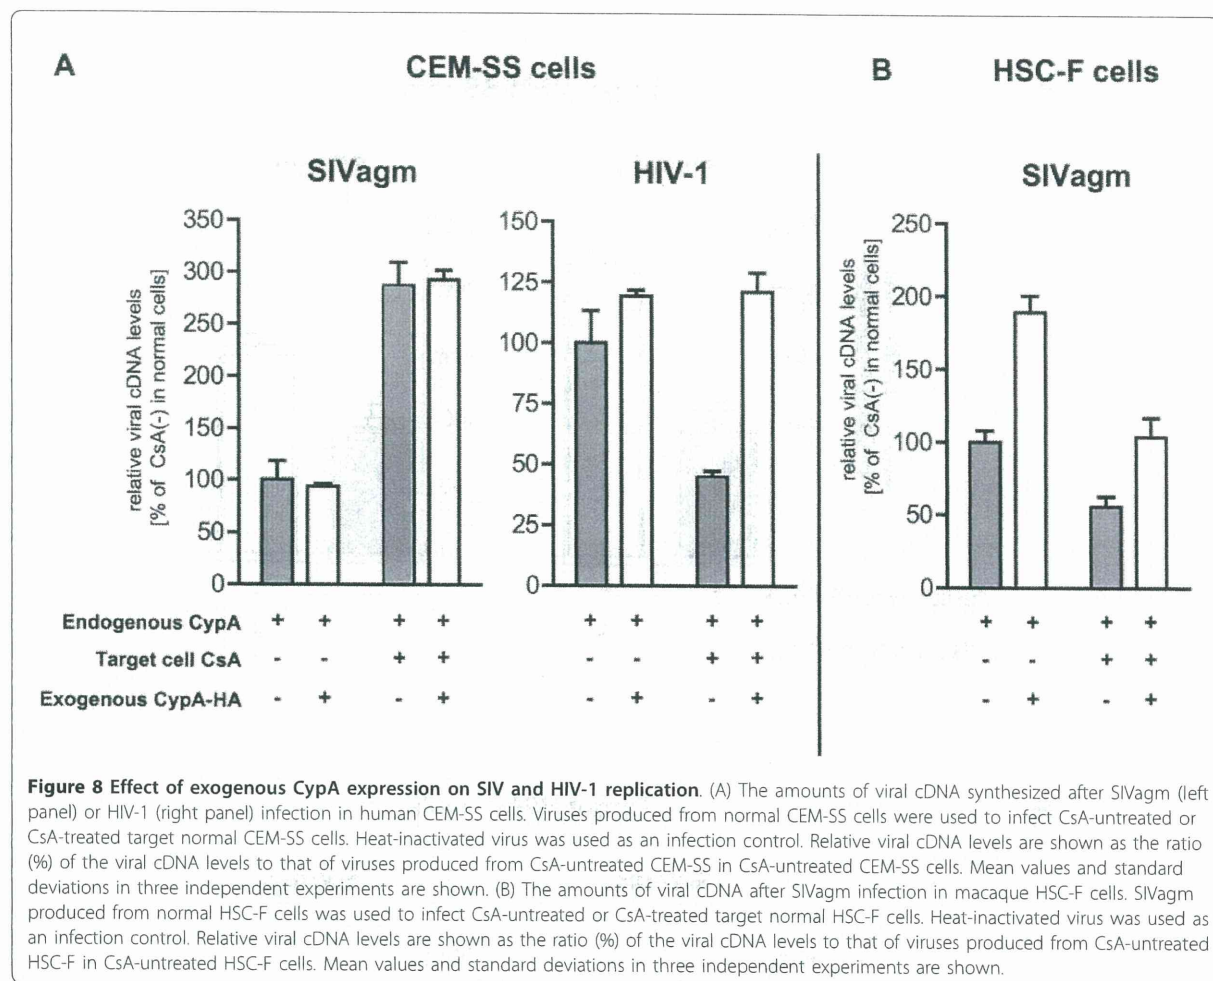 A
CEM-SS cells
B
HSC-F cells
SIVagm
HIV-1
SIVagm
relative viral cDNA levels
[% of CsA(-) in normal cells]
350
300
250
200
150
100
50
0
150
125
100
75
50
25
0
relative viral cDNA levels
[% of CsA(-) in normal cells]
250
200
150
100
50
0
Endogenous CypA + + + + + + + + + + + +
Target cell CsA - - + + - - + + - - + +
Exogenous CypA-HA - + - + - + - + - + - +
Figure 8 Effect of exogenous CypA expression on SIV and HIV-1 replication. (A) The amounts of viral cDNA synthesized after SIVagm (left
panel) or HIV-1 (right panel) infection in human CEM-SS cells. Viruses produced from normal CEM-SS cells were used to infect CsA-untreated or
CsA-treated target normal CEM-SS cells. Heat-inactivated virus was used as an infection control. Relative viral cDNA levels are shown as the ratio
(%) of the viral cDNA levels to that of viruses produced from CsA-untreated CEM-SS in CsA-untreated CEM-SS cells. Mean values and standard
deviations in three independent experiments are shown. (B) The amounts of viral cDNA after SIVagm infection in macaque HSC-F cells. SIVagm
produced from normal HSC-F cells was used to infect CsA-untreated or CsA-treated target normal HSC-F cells. Heat-inactivated virus was used as
an infection control. Relative viral cDNA levels are shown as the ratio (%) of the viral cDNA levels to that of viruses produced from CsA-untreated
HSC-F in CsA-untreated HSC-F cells. Mean values and standard deviations in three independent experiments are shown.